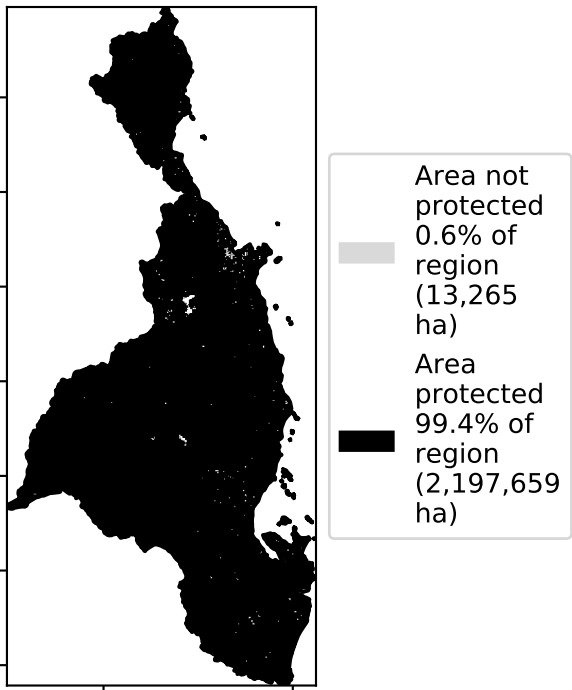 Area not
protected
0.6% of
region
(13,265
ha)
Area
protected
99.4% of
region
(2,197,659
ha)